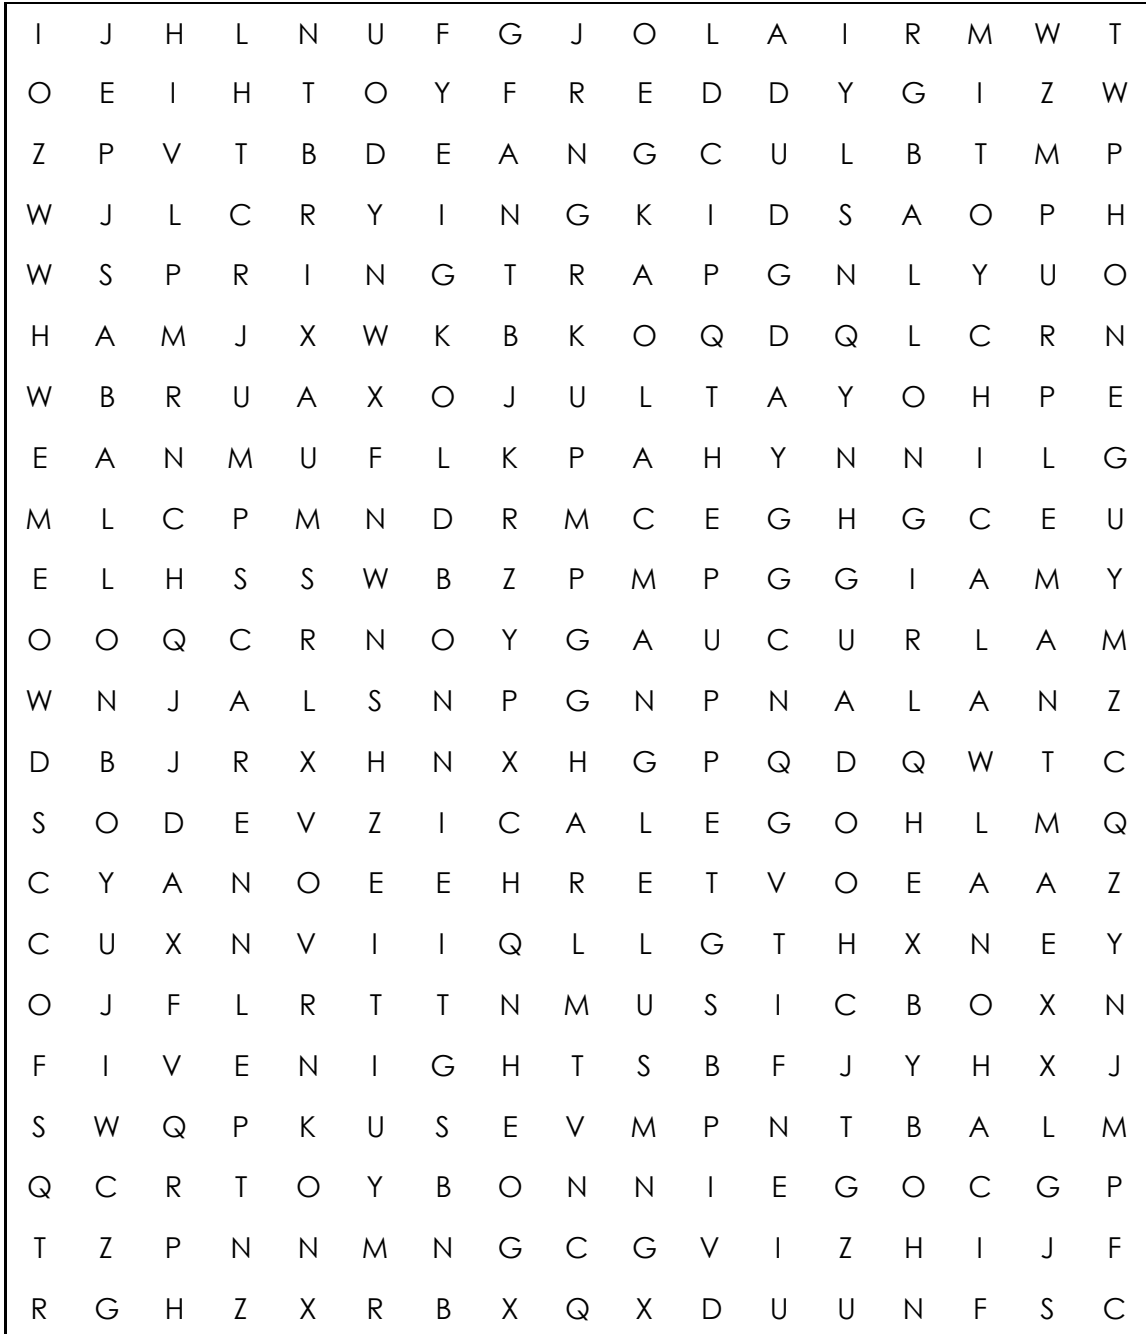 I J H L N U F G J O L A I R M W T
O E I H T O Y F R E D D Y G I Z W
Z P V T B D E A N G C U L B T M P
W J L C R Y I N G K I D S A O P H
W S P R I N G T R A P G N L Y U O
H A M J X W K B K O Q D Q L C R N
W B R U A X O J U L T A Y O H P E
E A N M U F L K P A H Y N N I L G
M L C P M N D R M C E G H G C E U
E L H S S W B Z P M P G G I A M Y
O O Q C R N O Y G A U C U R L A M
W N J A L S N P G N P N A L A N Z
D B J R X H N X H G P Q D Q W T C
S O D E V Z I C A L E G O H L M Q
C Y A N O E E H R E T V O E A A Z
C U X N V I I Q L L G T H X N E Y
O J F L R T T N M U S I C B O X N
F I V E N I G H T S B F J Y H X J
S W Q P K U S E V M P N T B A L M
Q C R T O Y B O N N I E G O C G P
T Z P N N M N G C G V I Z H I J F
R G H Z X R B X Q X D U U N F S C